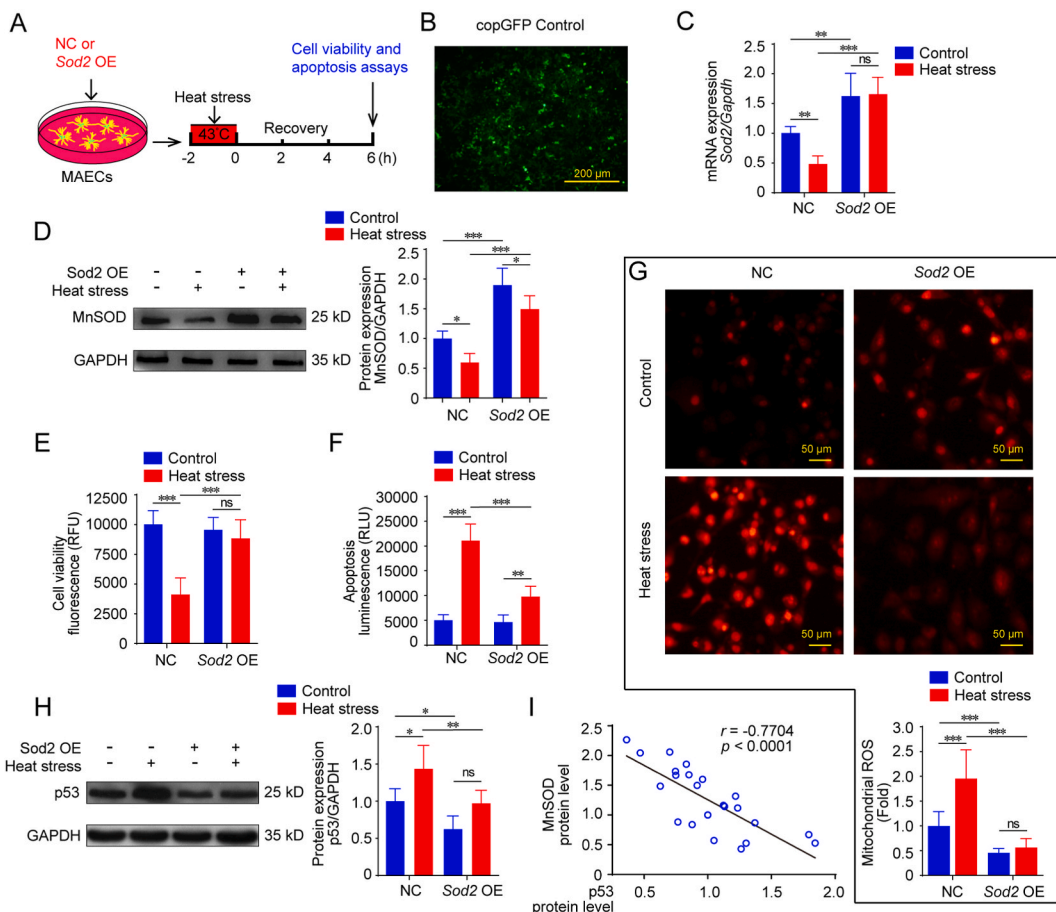 A
NC or
Sod2 OE
MAECs
Heat stress
43°C
Recovery
-2 0 2 4 6 (h)
Cell viability and
apoptosis assays
B
copGFP Control
200 µm
C
Control
Heat stress
mRNA expression
Sod2/Gapdh
2.5
2.0
1.5
1.0
0.5
0
** *** ns **
NC Sod2 OE
D
Sod2 OE - - + +
Heat stress - + - +
MnSOD 25 kD
GAPDH 35 kD
Control
Heat stress
Protein expression
MnSOD/GAPDH
2.5
2.0
1.5
1.0
0.5
0
*** *** * *
NC Sod2 OE
E
Control
Heat stress
Cell viability
fluorescence (RFU)
12500
10000
7500
5000
2500
0
*** *** ns
NC Sod2 OE
F
Control
Heat stress
Apoptosis
luminescence (RLU)
30000
25000
20000
15000
10000
5000
0
*** *** **
NC Sod2 OE
G
NC Sod2 OE
Control
50 µm 50 µm
Heat stress
50 µm 50 µm
Control
Heat stress
Mitochondrial ROS
(Fold)
3.0
2.5
2.0
1.5
1.0
0.5
0
*** *** *** ns
NC Sod2 OE
H
Sod2 OE - - + +
Heat stress - + - +
p53 25 kD
GAPDH 35 kD
Control
Heat stress
Protein expression
p53/GAPDH
2.0
1.5
1.0
0.5
0
* ** * ns
NC Sod2 OE
I
r = -0.7704
p < 0.0001
MnSOD
protein level
2.5
2.0
1.5
1.0
0.5
0
0.5 1.0 1.5 2.0
p53
protein level